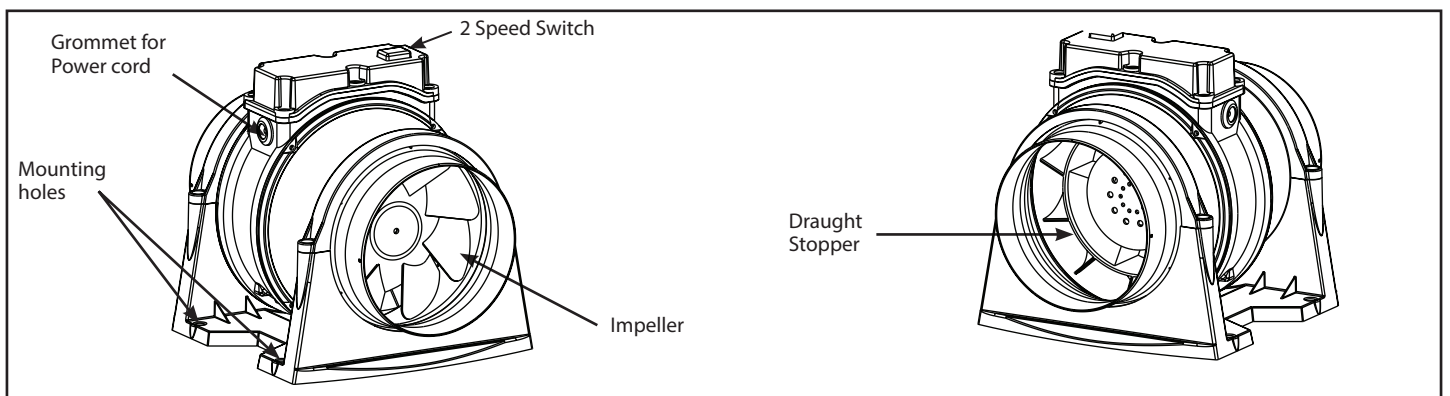 Grommet for
Power cord
2 Speed Switch
Mounting
holes
Impeller
Draught
Stopper